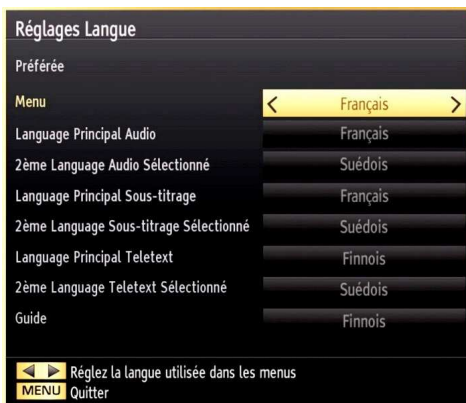 Réglages Langue
Préférée
Menu Français
Language Principal Audio Français
2ème Language Audio Sélectionné Suédois
Language Principal Sous-titrage Français
2ème Language Sous-titrage Sélectionné Suédois
Language Principal Teletext Finnois
2ème Language Teletext Sélectionné Suédois
Guide Finnois
Réglez la langue utilisée dans les menus
MENU Quitter